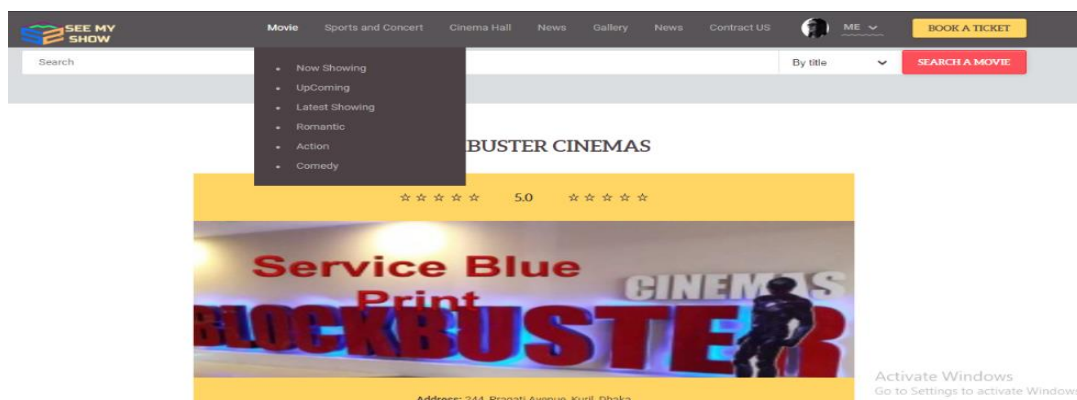 SEE MY
SHOW
Movie Sports and Concert Cinema Hall News Gallery News Contract US ME BOOK A TICKET
Search By title SEARCH A MOVIE
Now Showing
UpComing
Latest Showing
Romantic
Action
Comedy
BUSTER CINEMAS
5.0
Service Blue
Print
CINEMAS
BLOCKBUSTER
Address: 244, Pragati Avenue, Kuril, Dhaka
Activate Windows
Go to Settings to activate Windows